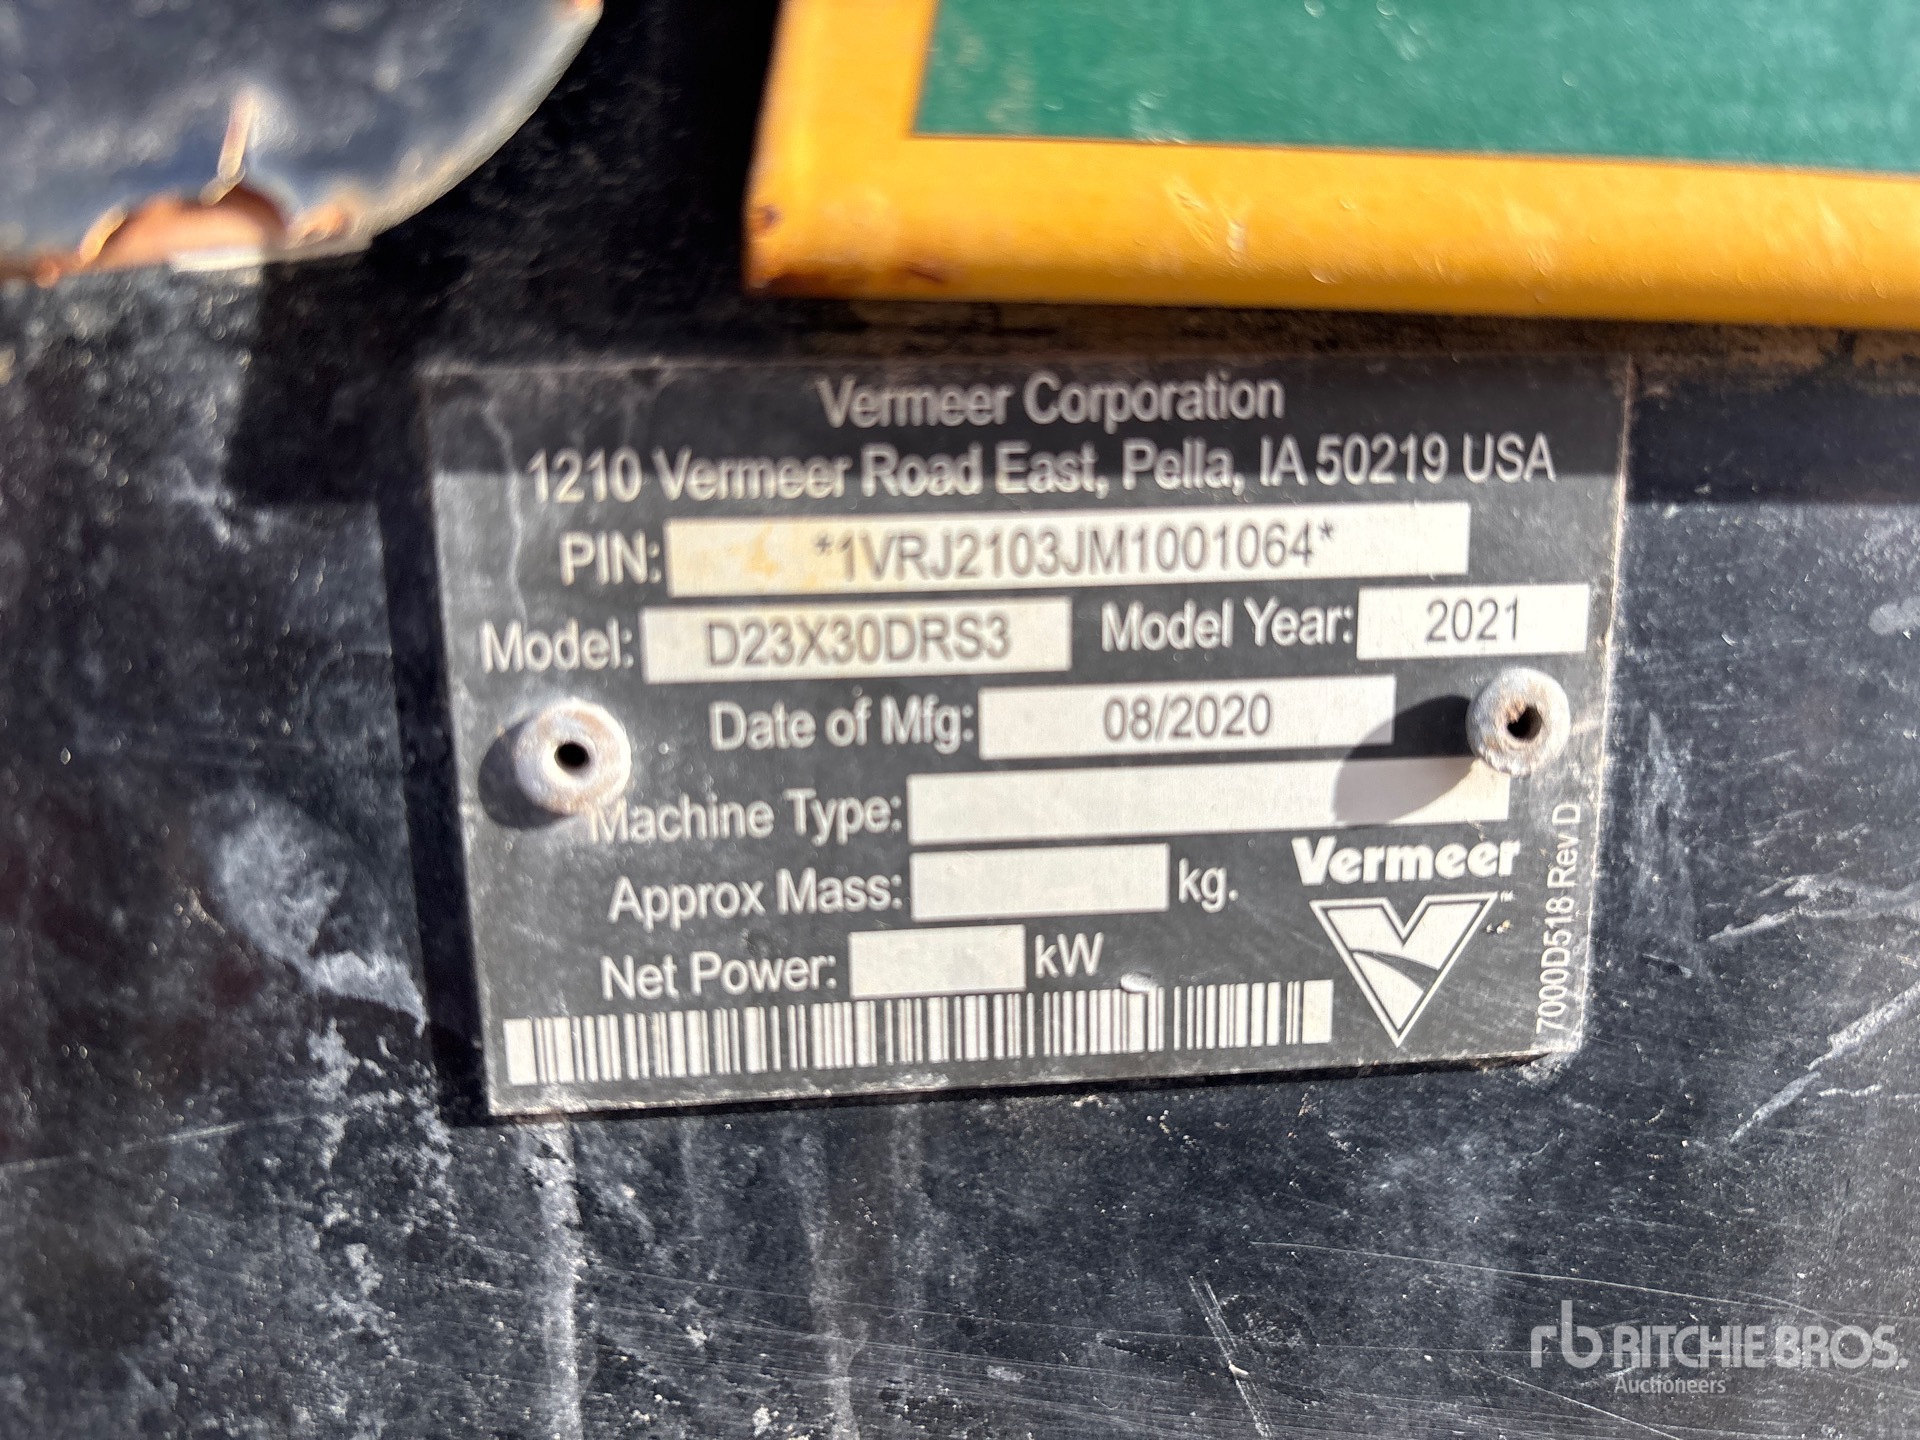 Vermeer Corporation
1210 Vermeer Road East, Pella, IA 50219 USA
PIN: *1VRJ2103JM1001064*
Model: D23X30DRS3 Model Year: 2021
Date of Mfg: 08/2020
Machine Type:
Approx Mass: kg.
Net Power: kW
Vermeer
7000D518 Rev D
rb RITCHIE BROS.
Auctioneers